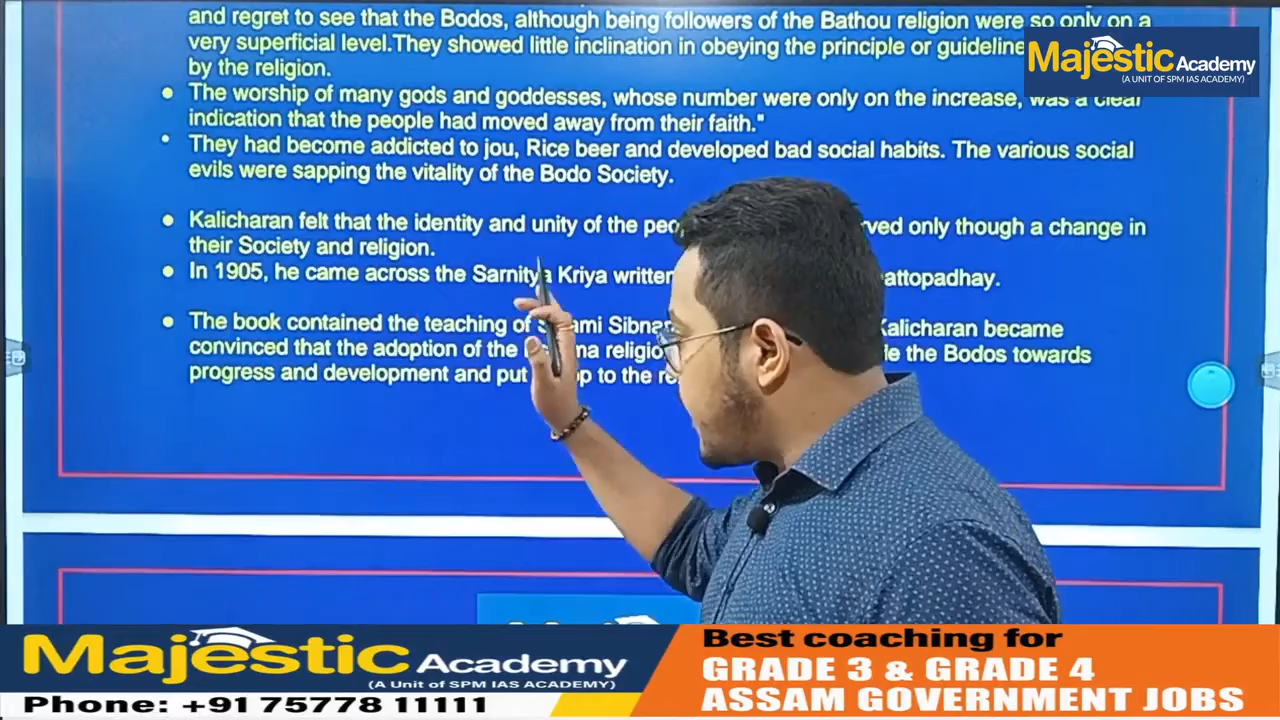 and regret to see that the Bodos, although being followers of the Bathou religion were so only on a
very superficial level.They showed little inclination in obeying the principle or guideline
by the religion.
• The worship of many gods and goddesses, whose number were only on the increase, was a clear
indication that the people had moved away from their faith."
• They had become addicted to jou, Rice beer and developed bad social habits. The various social
evils were sapping the vitality of the Bodo Society.
• Kalicharan felt that the identity and unity of the only though a change in
their Society and religion.
• In 1905, he came across the Sarnitya Kriya written
• The book contained the teaching of Kalicharan became
convinced that the adoption of the the Bodos towards
progress and development and put to the
Majestic Academy
(A UNIT OF SPM IAS ACADEMY)
Majestic Academy
(A Unit of SPM IAS ACADEMY)
Phone: +91 75778 11111
Best coaching for
GRADE 3 & GRADE 4
ASSAM GOVERNMENT JOBS